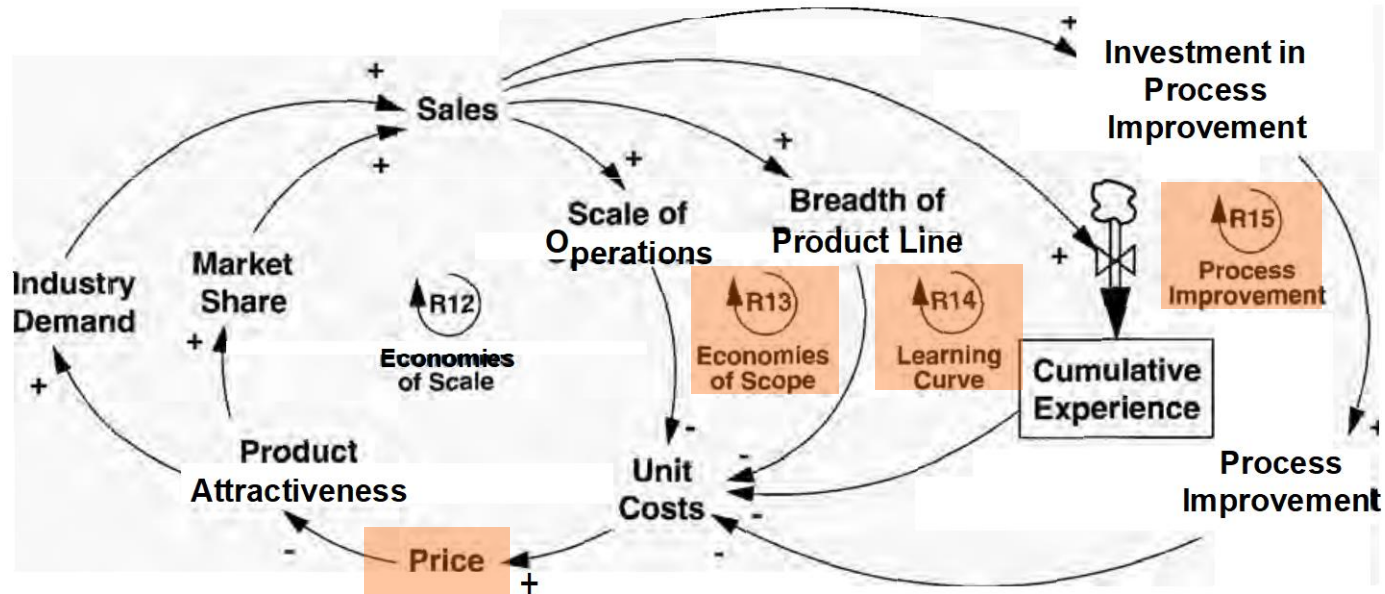 +
Investment in
Process
Improvement
+
Sales
+
+
+
Scale of
Operations
Breadth of
Product Line
+
R15
Process
Improvement
Industry
Demand
Market
Share
R12
Economies
of Scale
R13
Economies
of Scope
R14
Learning
Curve
Cumulative
Experience
+
+
+
-
-
-
-
Product
Attractiveness
Unit
Costs
Process
Improvement
-
Price
+